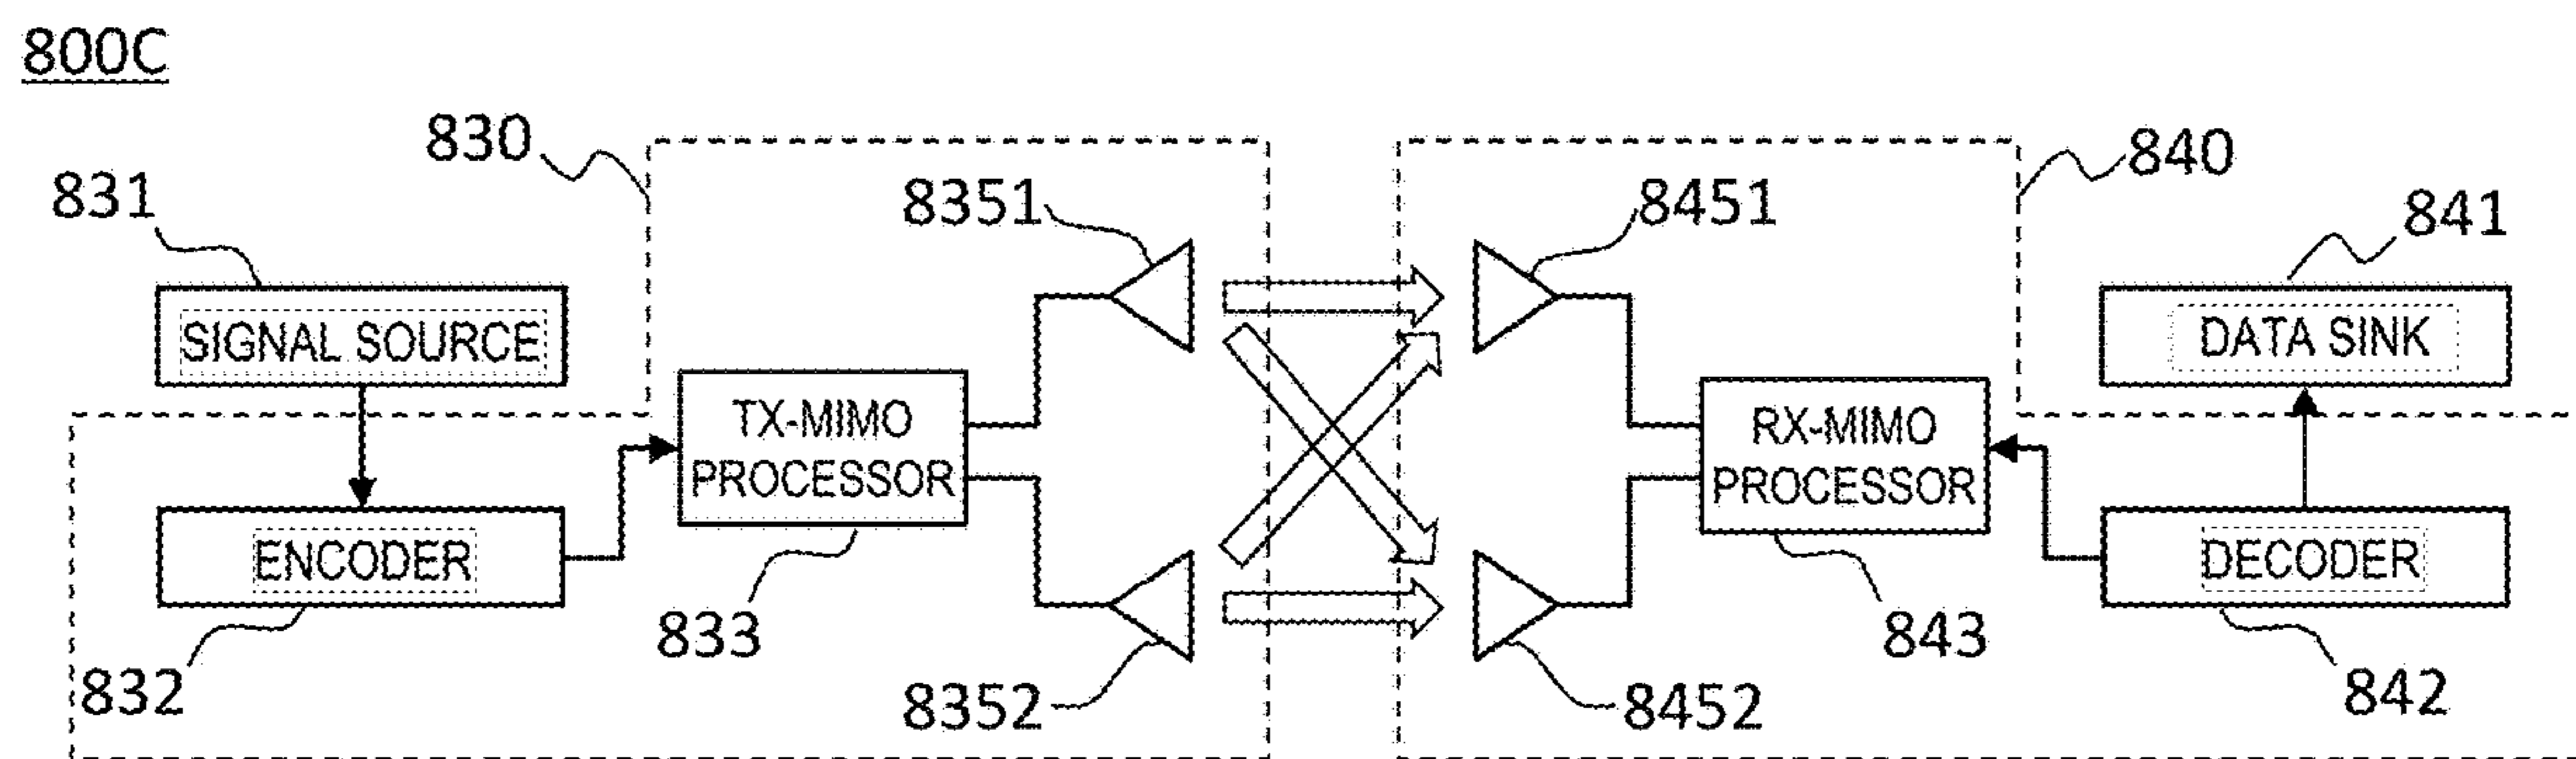 800C
830
840
831
8351
8451
841
SIGNAL SOURCE
DATA SINK
TX-MIMO
PROCESSOR
RX-MIMO
PROCESSOR
ENCODER
DECODER
833
843
832
8352
8452
842